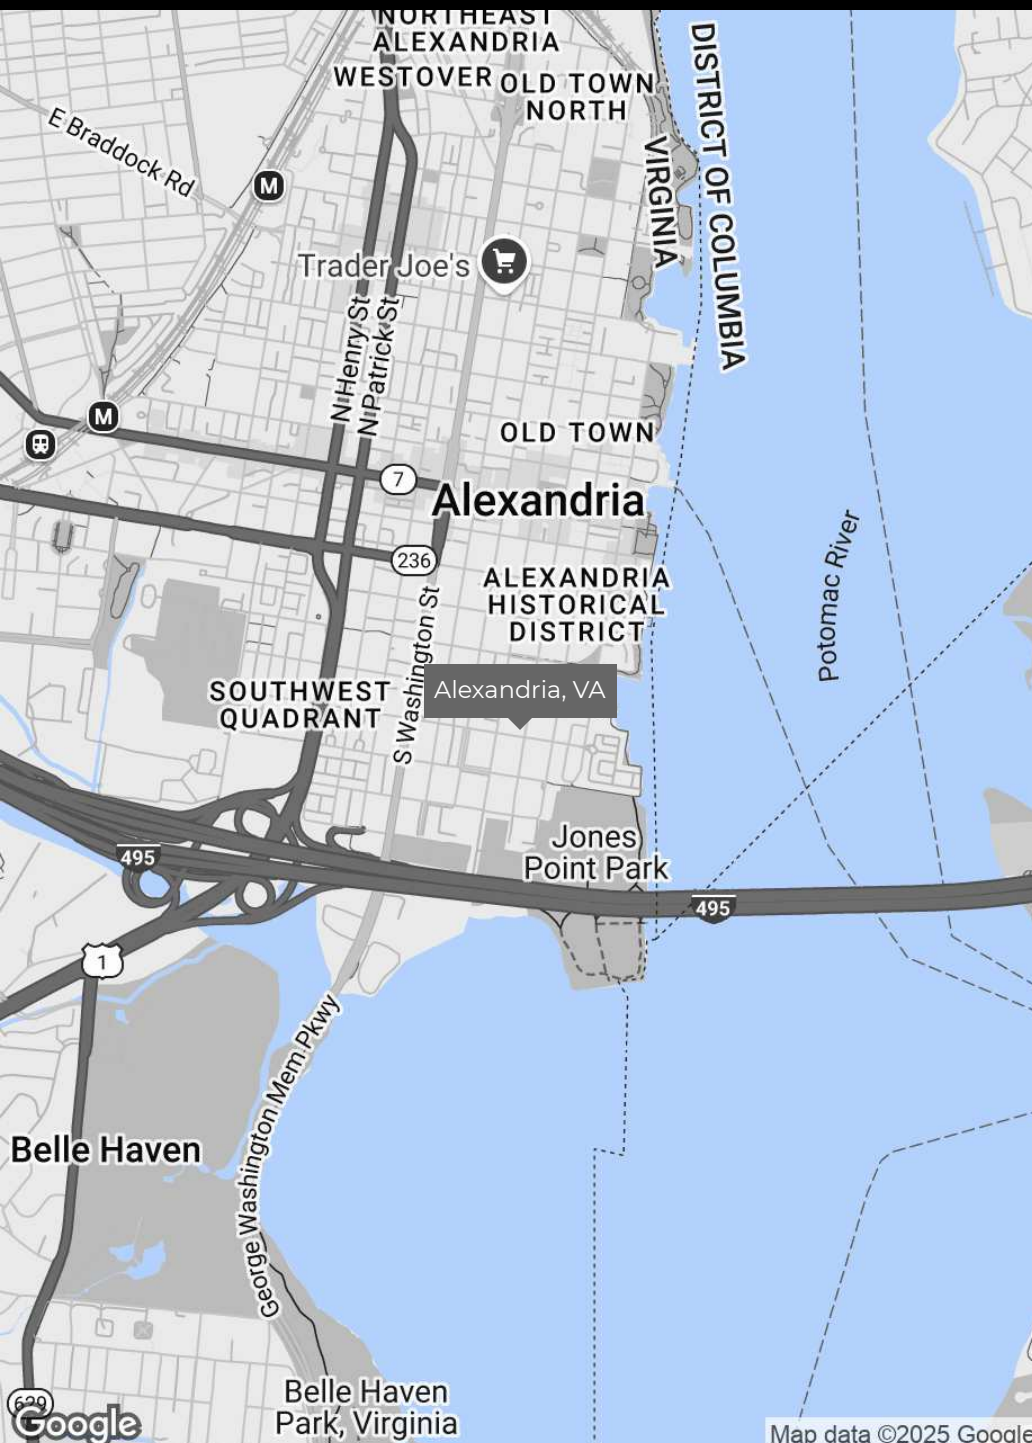 NORTHEAST
ALEXANDRIA
WESTOVER
OLD TOWN
NORTH
DISTRICT OF COLUMBIA
VIRGINIA
E Braddock Rd
M
Trader Joe's
N Henry St
N Patrick St
M
OLD TOWN
7
Alexandria
236
Potomac River
ALEXANDRIA
HISTORICAL
DISTRICT
S Washington St
Alexandria, VA
SOUTHWEST
QUADRANT
Jones
Point Park
495
495
1
George Washington Mem Pkwy
Belle Haven
Belle Haven
Park, Virginia
629
Google
Map data ©2025 Google